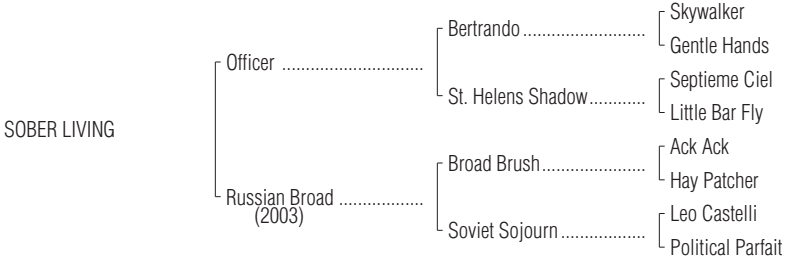 Skywalker
Bertrando ..........................
Gentle Hands
Officer ..............................
Septieme Ciel
St. Helens Shadow............
Little Bar Fly
SOBER LIVING
Ack Ack
Broad Brush......................
Hay Patcher
Russian Broad ..................
(2003)
Leo Castelli
Soviet Sojourn..................
Political Parfait